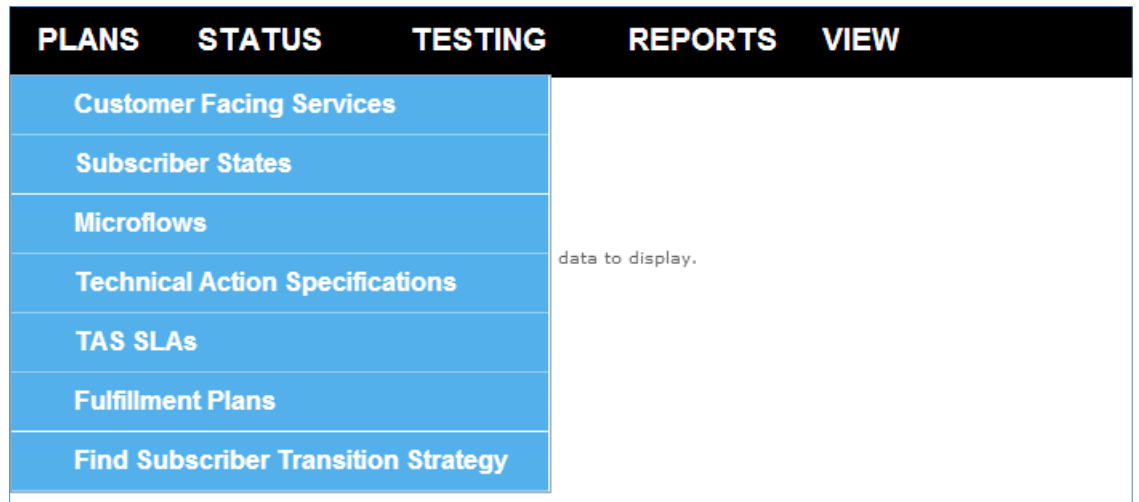 PLANS STATUS TESTING REPORTS VIEW
Customer Facing Services
Subscriber States
Microflows
data to display.
Technical Action Specifications
TAS SLAs
Fulfillment Plans
Find Subscriber Transition Strategy